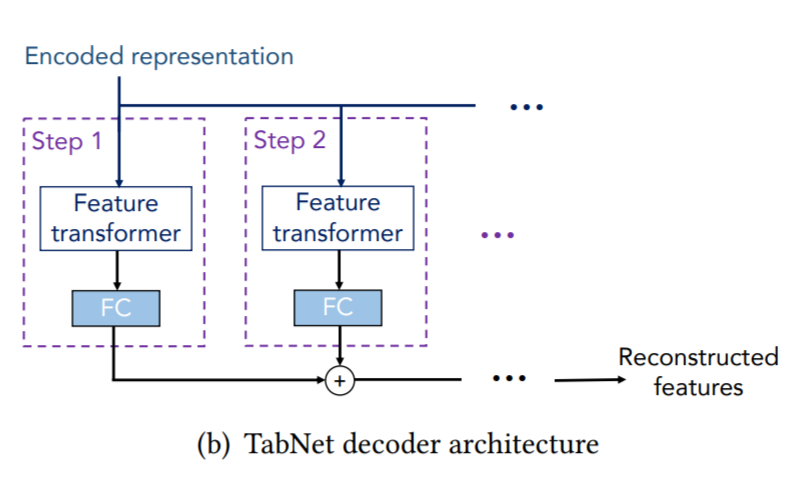 Encoded representation
...
Step 1
Step 2
Feature
transformer
Feature
transformer
...
FC
FC
+
...
Reconstructed
features
(b) TabNet decoder architecture